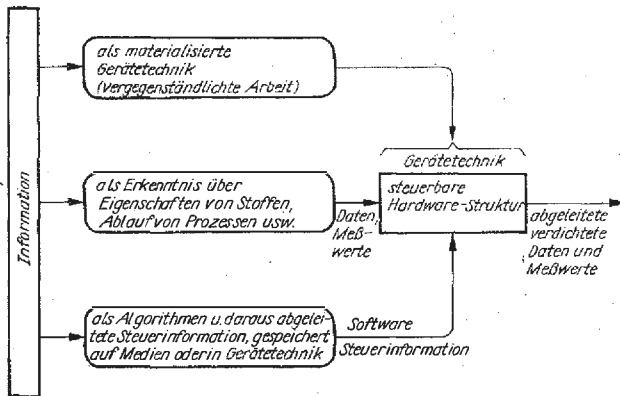 Information
als materialisierte
Gerätetechnik
(vergegenständlichte Arbeit)
als Erkenntnis über
Eigenschaften von Stoffen,
Ablauf von Prozessen usw.
als Algorithmen u. daraus abgelei-
tete Steuerinformation, gespeichert
auf Medien oder in Gerätetechnik
Daten,
Meß-
werte
Software
Steuerinformation
Gerätetechnik
steuerbare
Hardware-Struktur
abgeleitete
verdichtete
Daten und
Meßwerte